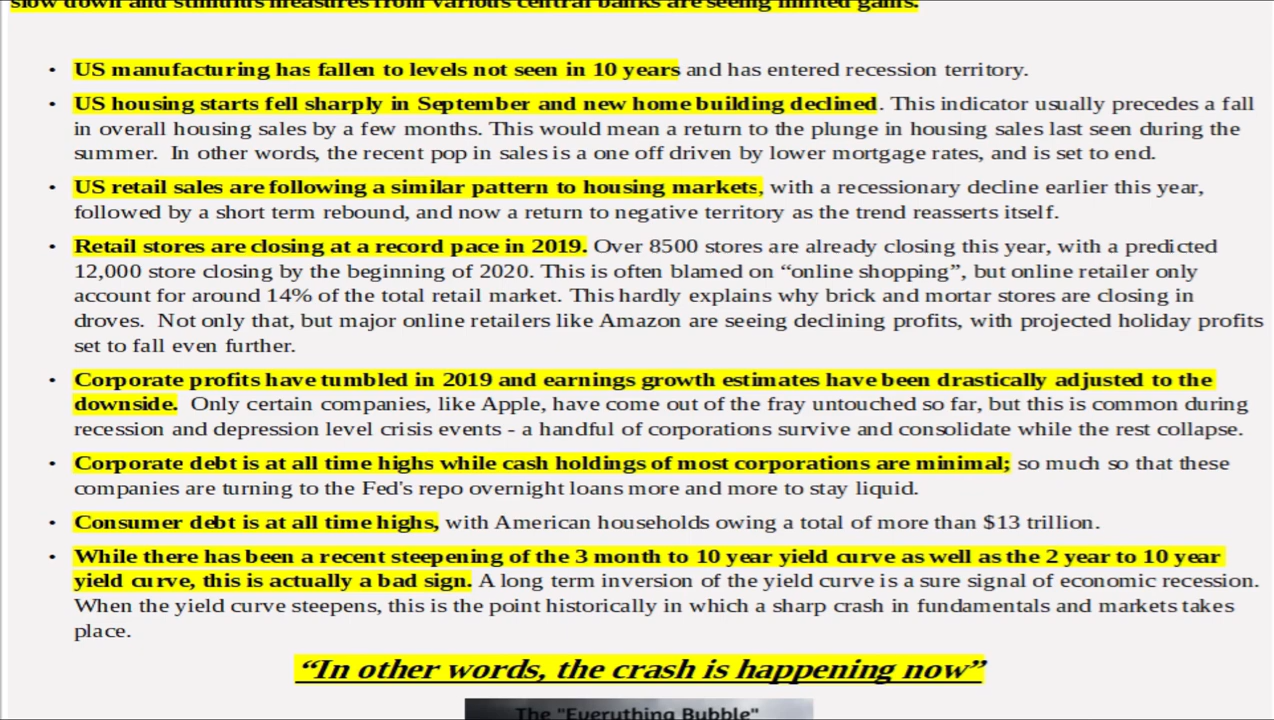 slow down and stimulus measures from various central banks are seeing limited gains.
• US manufacturing has fallen to levels not seen in 10 years and has entered recession territory.
• US housing starts fell sharply in September and new home building declined. This indicator usually precedes a fall
in overall housing sales by a few months. This would mean a return to the plunge in housing sales last seen during the
summer.  In other words, the recent pop in sales is a one off driven by lower mortgage rates, and is set to end.
• US retail sales are following a similar pattern to housing markets, with a recessionary decline earlier this year,
followed by a short term rebound, and now a return to negative territory as the trend reasserts itself.
• Retail stores are closing at a record pace in 2019. Over 8500 stores are already closing this year, with a predicted
12,000 store closing by the beginning of 2020. This is often blamed on “online shopping”, but online retailer only
account for around 14% of the total retail market. This hardly explains why brick and mortar stores are closing in
droves.  Not only that, but major online retailers like Amazon are seeing declining profits, with projected holiday profits
set to fall even further.
• Corporate profits have tumbled in 2019 and earnings growth estimates have been drastically adjusted to the
downside.  Only certain companies, like Apple, have come out of the fray untouched so far, but this is common during
recession and depression level crisis events - a handful of corporations survive and consolidate while the rest collapse.
• Corporate debt is at all time highs while cash holdings of most corporations are minimal; so much so that these
companies are turning to the Fed's repo overnight loans more and more to stay liquid.
• Consumer debt is at all time highs, with American households owing a total of more than $13 trillion.
• While there has been a recent steepening of the 3 month to 10 year yield curve as well as the 2 year to 10 year
yield curve, this is actually a bad sign. A long term inversion of the yield curve is a sure signal of economic recession.
When the yield curve steepens, this is the point historically in which a sharp crash in fundamentals and markets takes
place.
“In other words, the crash is happening now”
The "Everything Bubble"